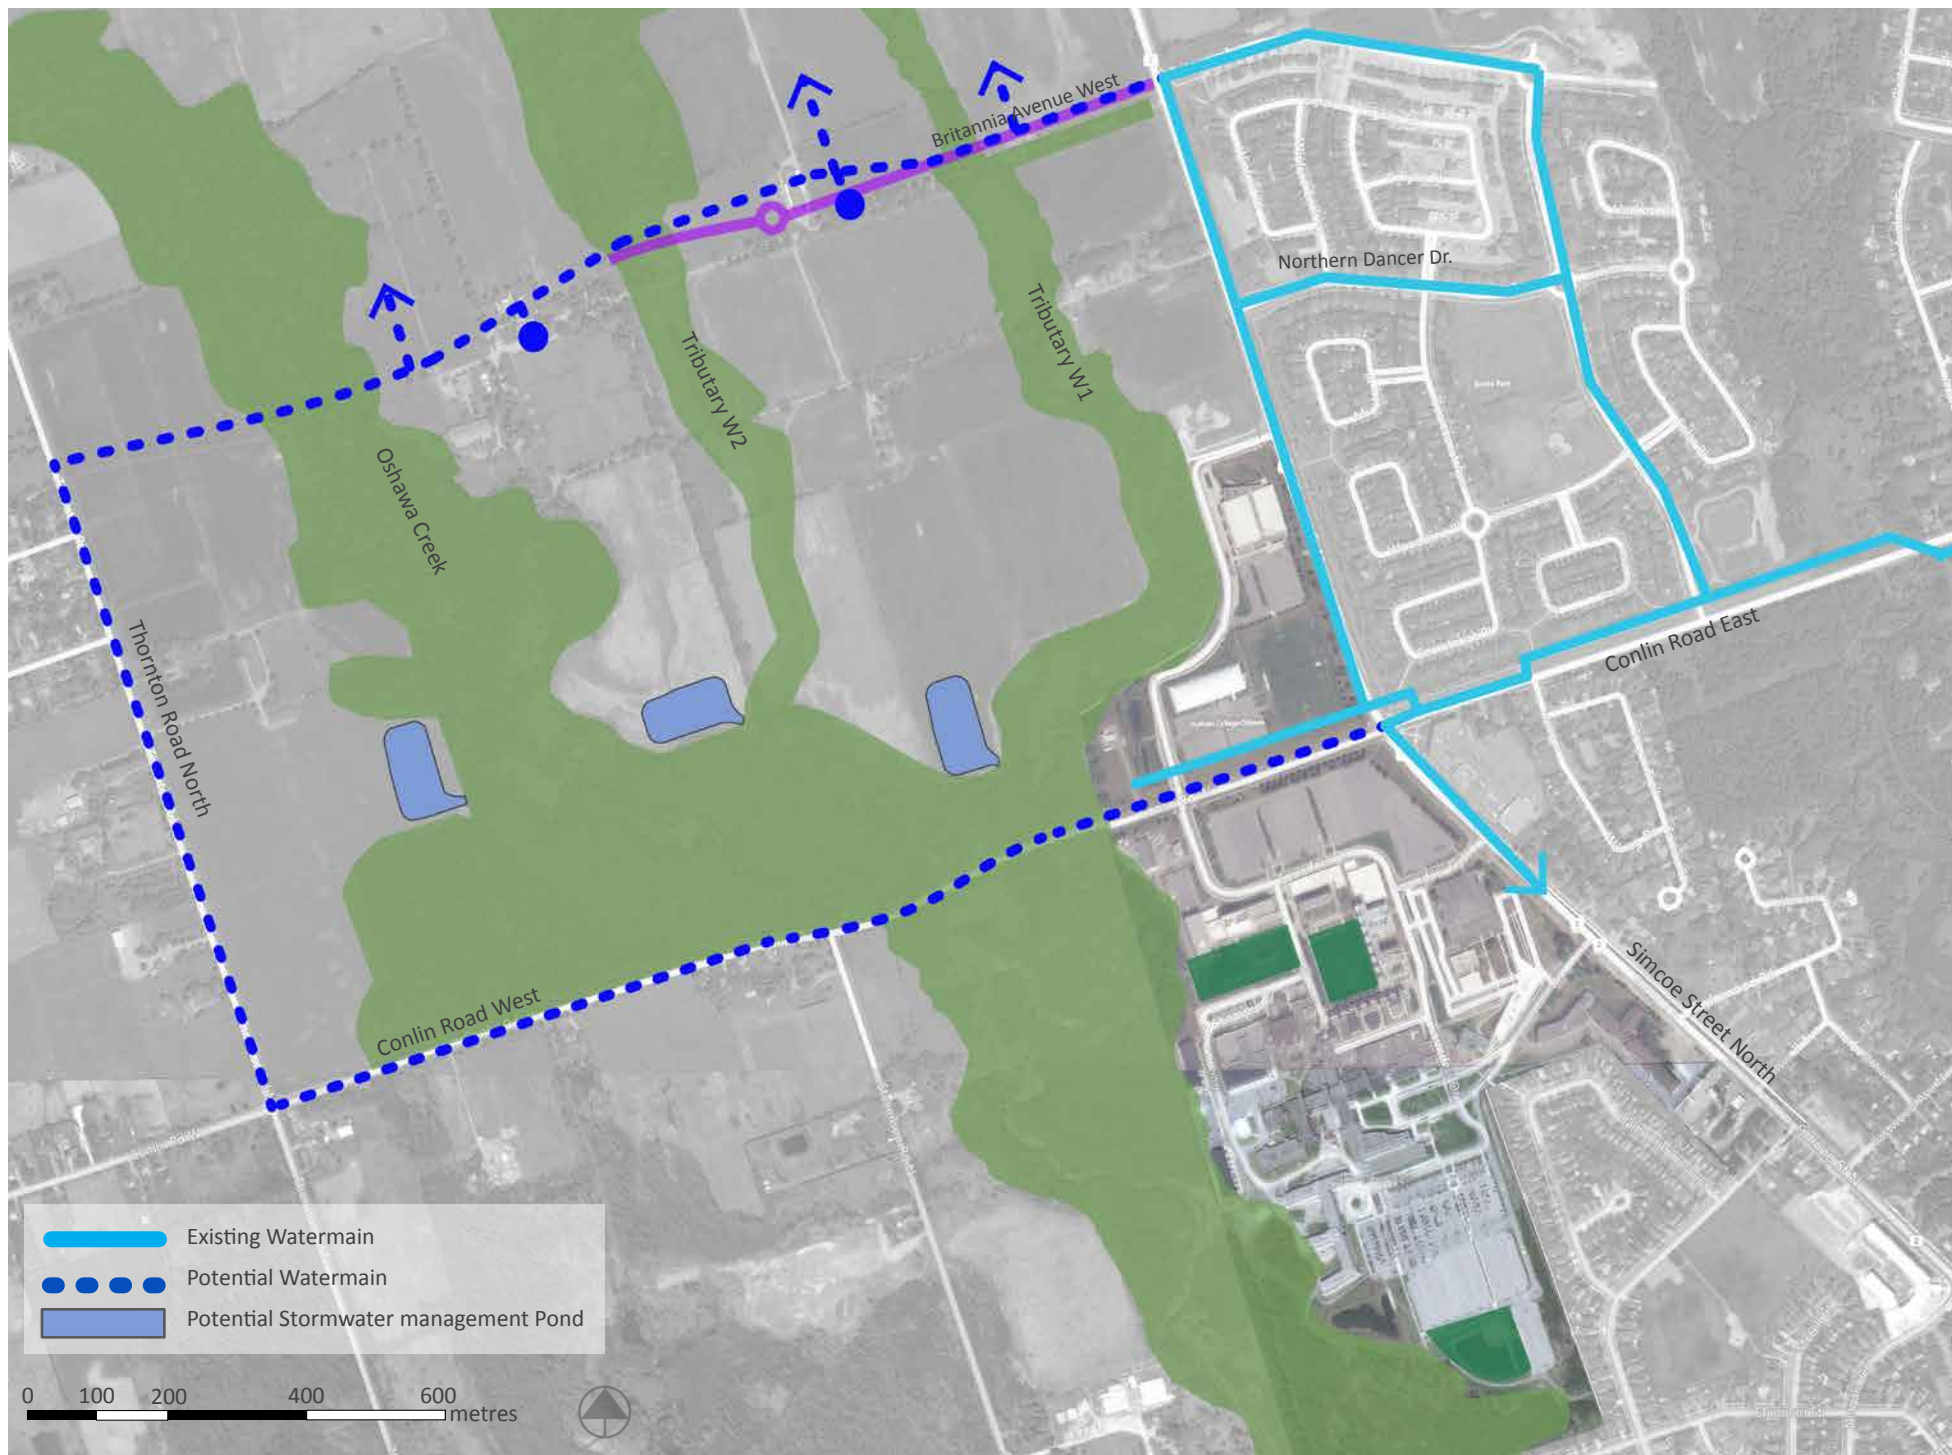 Britannia Avenue West
Northern Dancer Dr.
Tributary W1
Tributary W2
Oshawa Creek
Thornton Road North
Conlin Road East
Conlin Road West
Simcoe Street North
Existing Watermain
Potential Watermain
Potential Stormwater management Pond
0 100 200 400 600
metres